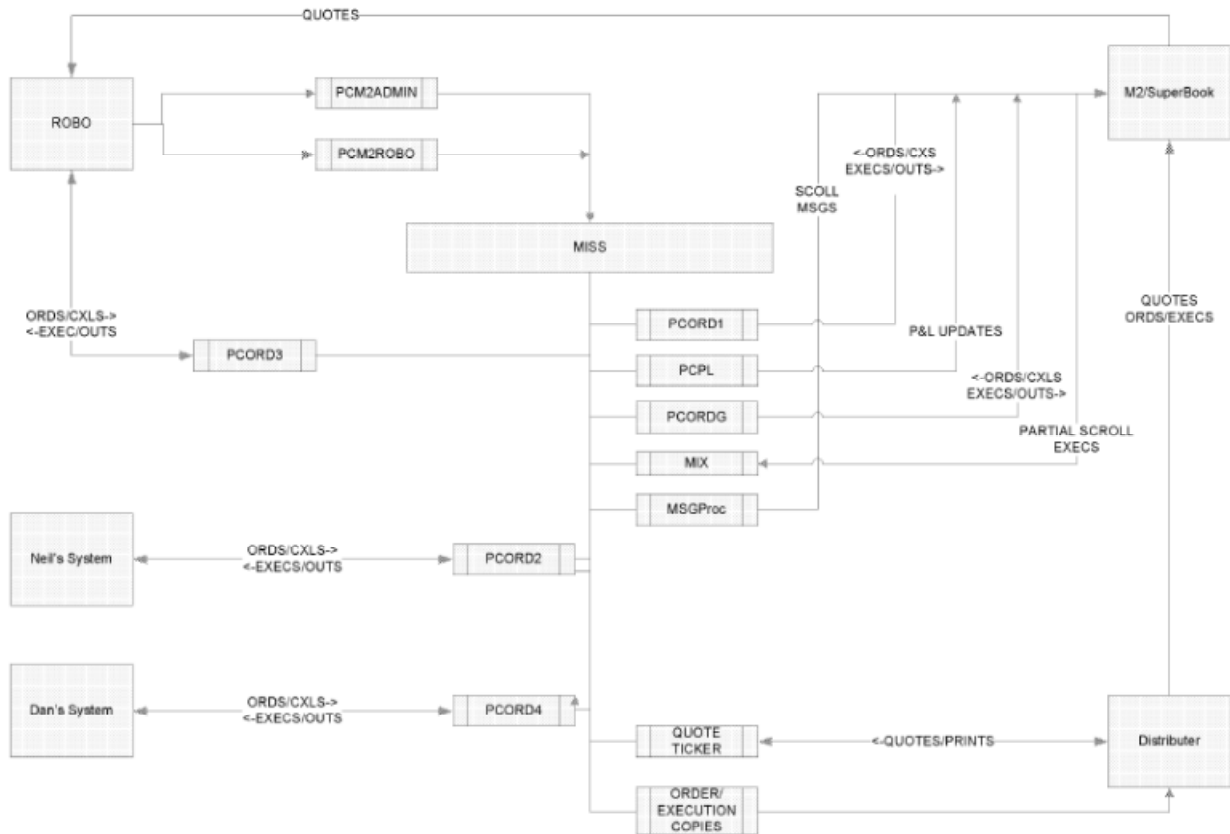 QUOTES
ROBO
PCM2ADMIN
PCM2ROBO
M2/SuperBook
<-ORDS/CXS
EXECS/OUTS->
SCOLL
MSGS
MISS
ORDS/CXLS->
<-EXEC/OUTS
PCORD3
PCORD1
P&L UPDATES
QUOTES
ORDS/EXECS
PCPL
<-ORDS/CXLS
EXECS/OUTS->
PCORDG
PARTIAL SCROLL
EXECS
MIX
MSGProc
Neil's System
ORDS/CXLS->
<-EXECS/OUTS
PCORD2
Dan's System
ORDS/CXLS->
<-EXECS/OUTS
PCORD4
QUOTE
TICKER
<-QUOTES/PRINTS
Distributer
ORDER/
EXECUTION
COPIES